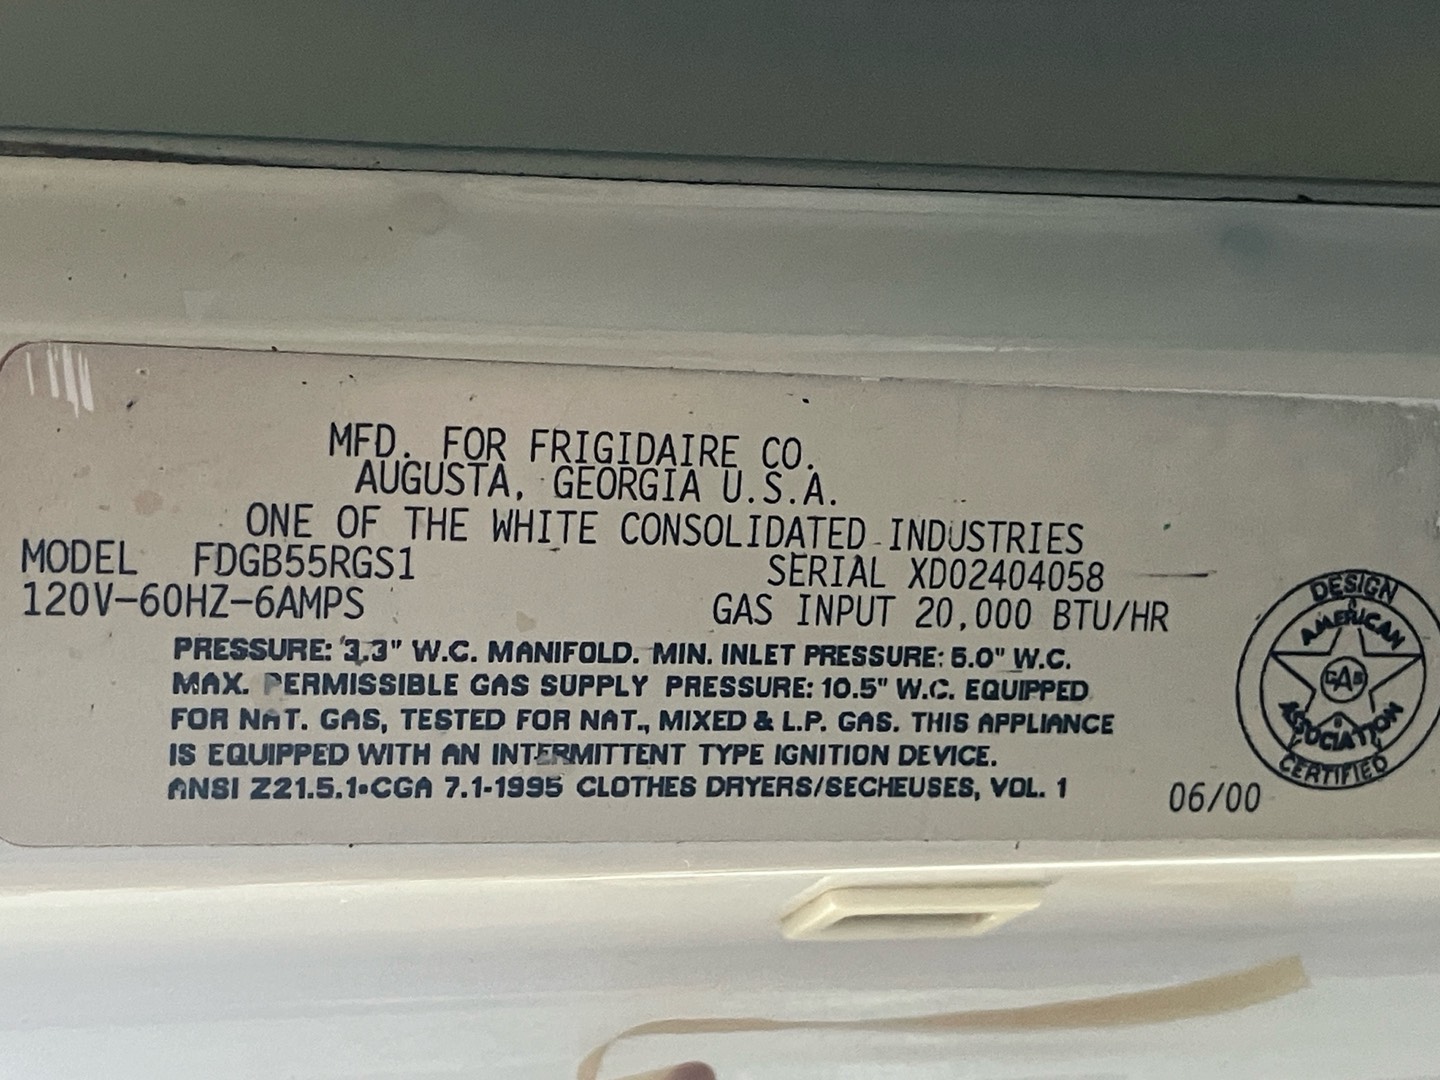 MFD. FOR FRIGIDAIRE CO.
AUGUSTA, GEORGIA U.S.A.
ONE OF THE WHITE CONSOLIDATED INDUSTRIES
MODEL FDGB55RGS1 SERIAL XD02404058
120V-60HZ-6AMPS GAS INPUT 20,000 BTU/HR
PRESSURE: 3.3" W.C. MANIFOLD. MIN. INLET PRESSURE: 5.0" W.C.
MAX. PERMISSIBLE GAS SUPPLY PRESSURE: 10.5" W.C. EQUIPPED
FOR NAT. GAS, TESTED FOR NAT., MIXED & L.P. GAS. THIS APPLIANCE
IS EQUIPPED WITH AN INTERMITTENT TYPE IGNITION DEVICE.
ANSI Z21.5.1•CGA 7.1-1995 CLOTHES DRYERS/SECHEUSES, VOL. 1
06/00
DESIGN
AMERICAN
GAS
ASSOCIATION
CERTIFIED